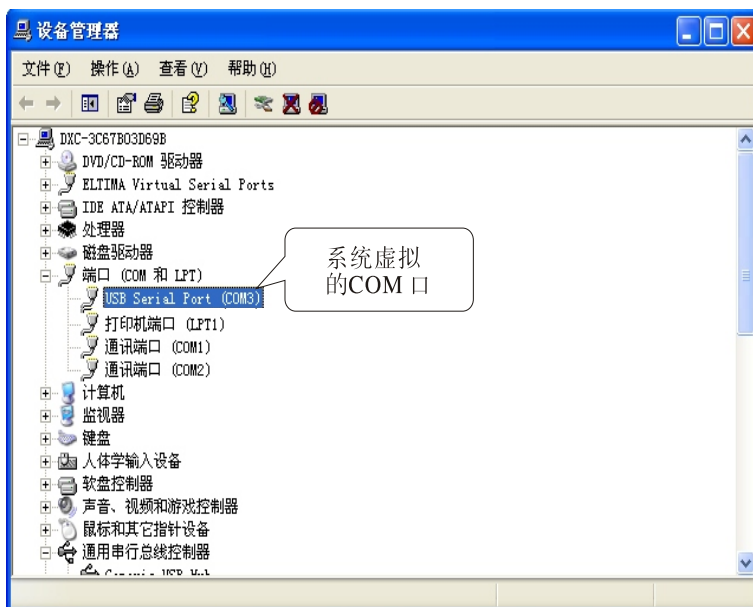 设备管理器
文件(F) 操作(A) 查看(V) 帮助(H)
DXC-3C67B03D69B
DVD/CD-ROM 驱动器
ELTIMA Virtual Serial Ports
IDE ATA/ATAPI 控制器
处理器
磁盘驱动器
端口 (COM 和 LPT)
USB Serial Port (COM3)
系统虚拟
的COM 口
打印机端口 (LPT1)
通讯端口 (COM1)
通讯端口 (COM2)
计算机
监视器
键盘
人体学输入设备
软盘控制器
声音、视频和游戏控制器
鼠标和其它指针设备
通用串行总线控制器
Generic USB Hub